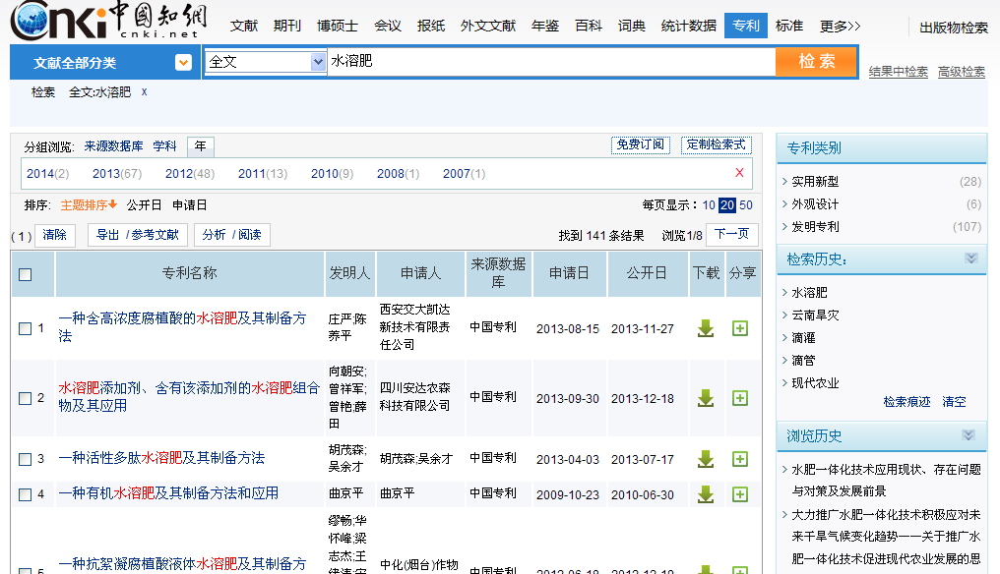 cnki 中國知網
cnki.net
文献 期刊 博硕士 会议 报纸 外文文献 年鉴 百科 词典 统计数据 专利 标准 更多>> 出版物检索
文献全部分类 全文 水溶肥 检索 结果中检索 高级检索
检索 全文:水溶肥 x
分组浏览: 来源数据库 学科 年 免费订阅 定制检索式
2014(2) 2013(67) 2012(48) 2011(13) 2010(9) 2008(1) 2007(1) X
排序: 主题排序 公开日 申请日 每页显示: 10 20 50
(1) 清除 导出 /参考文献 分析 /阅读 找到 141 条结果 浏览1/8 下一页
专利名称 发明人 申请人 来源数据库 申请日 公开日 下载 分享
1 一种含高浓度腐植酸的水溶肥及其制备方法 庄严;陈养平 西安交大凯达新技术有限责任公司 中国专利 2013-08-15 2013-11-27
2 水溶肥添加剂、含有该添加剂的水溶肥组合物及其应用 向朝安;曾祥军;曾艳;薛田 四川安达农森科技有限公司 中国专利 2013-09-30 2013-12-18
3 一种活性多肽水溶肥及其制备方法 胡茂森;吴余才 胡茂森;吴余才 中国专利 2013-04-03 2013-07-17
4 一种有机水溶肥及其制备方法和应用 曲京平 曲京平 中国专利 2009-10-23 2010-06-30
5 一种抗絮凝腐植酸液体水溶肥及其制备方 缪畅;华怀峰;梁志杰;王 中化(烟台)作物 中国专利
专利类别
实用新型 (28)
外观设计 (6)
发明专利 (107)
检索历史:
水溶肥
云南旱灾
滴灌
滴管
现代农业
检索痕迹 清空
浏览历史
水肥一体化技术应用现状、存在问题
与对策及发展前景
大力推广水肥一体化技术积极应对未
来干旱气候变化趋势——关于推广水
肥一体化技术促进现代农业发展的思